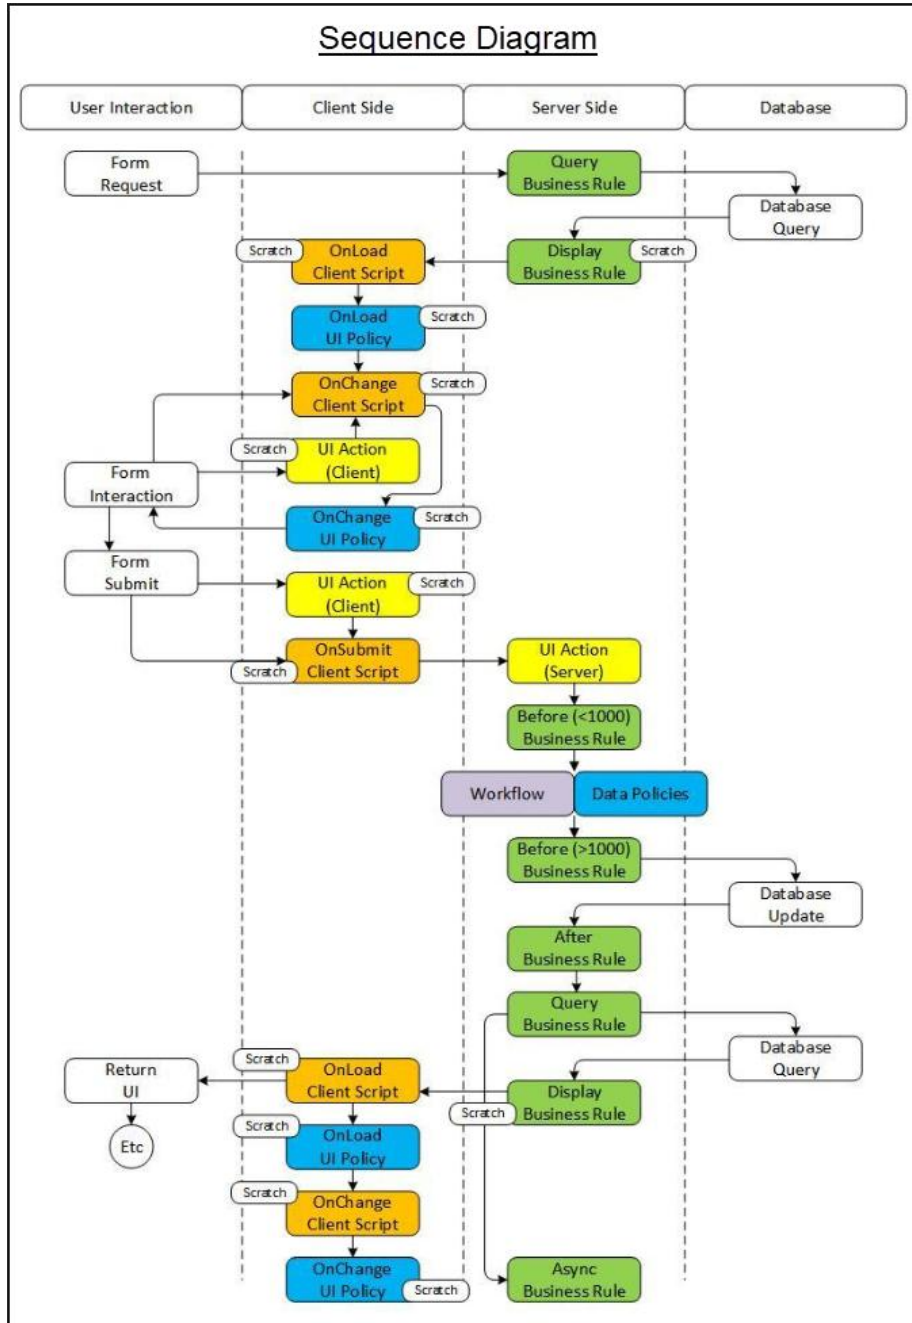 Sequence Diagram
User Interaction
Client Side
Server Side
Database
Form
Request
Query
Business Rule
Database
Query
Scratch
OnLoad
Client Script
Display
Business Rule
Scratch
OnLoad
UI Policy
Scratch
OnChange
Client Script
Scratch
Scratch
UI Action
(Client)
Form
Interaction
OnChange
UI Policy
Scratch
Form
Submit
UI Action
(Client)
Scratch
OnSubmit
Client Script
Scratch
UI Action
(Server)
Before (<1000)
Business Rule
Workflow
Data Policies
Before (>1000)
Business Rule
Database
Update
After
Business Rule
Query
Business Rule
Database
Query
Return
UI
Scratch
OnLoad
Client Script
Display
Business Rule
Scratch
Etc
Scratch
OnLoad
UI Policy
Scratch
OnChange
Client Script
OnChange
UI Policy
Scratch
Async
Business Rule